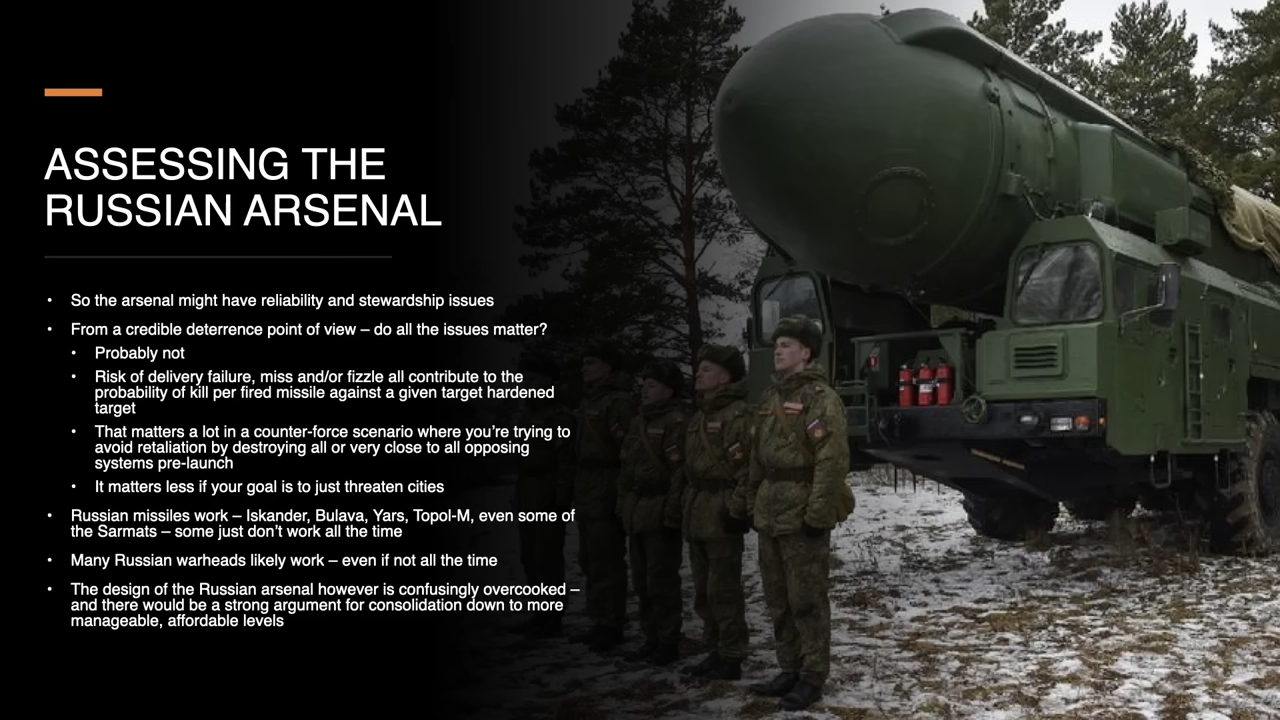 ASSESSING THE
RUSSIAN ARSENAL
• So the arsenal might have reliability and stewardship issues
• From a credible deterrence point of view – do all the issues matter?
• Probably not
• Risk of delivery failure, miss and/or fizzle all contribute to the
probability of kill per fired missile against a given target hardened
target
• That matters a lot in a counter-force scenario where you’re trying to
avoid retaliation by destroying all or very close to all opposing
systems pre-launch
• It matters less if your goal is to just threaten cities
• Russian missiles work – Iskander, Bulava, Yars, Topol-M, even some of
the Sarmats – some just don’t work all the time
• Many Russian warheads likely work – even if not all the time
• The design of the Russian arsenal however is confusingly overcooked –
and there would be a strong argument for consolidation down to more
manageable, affordable levels